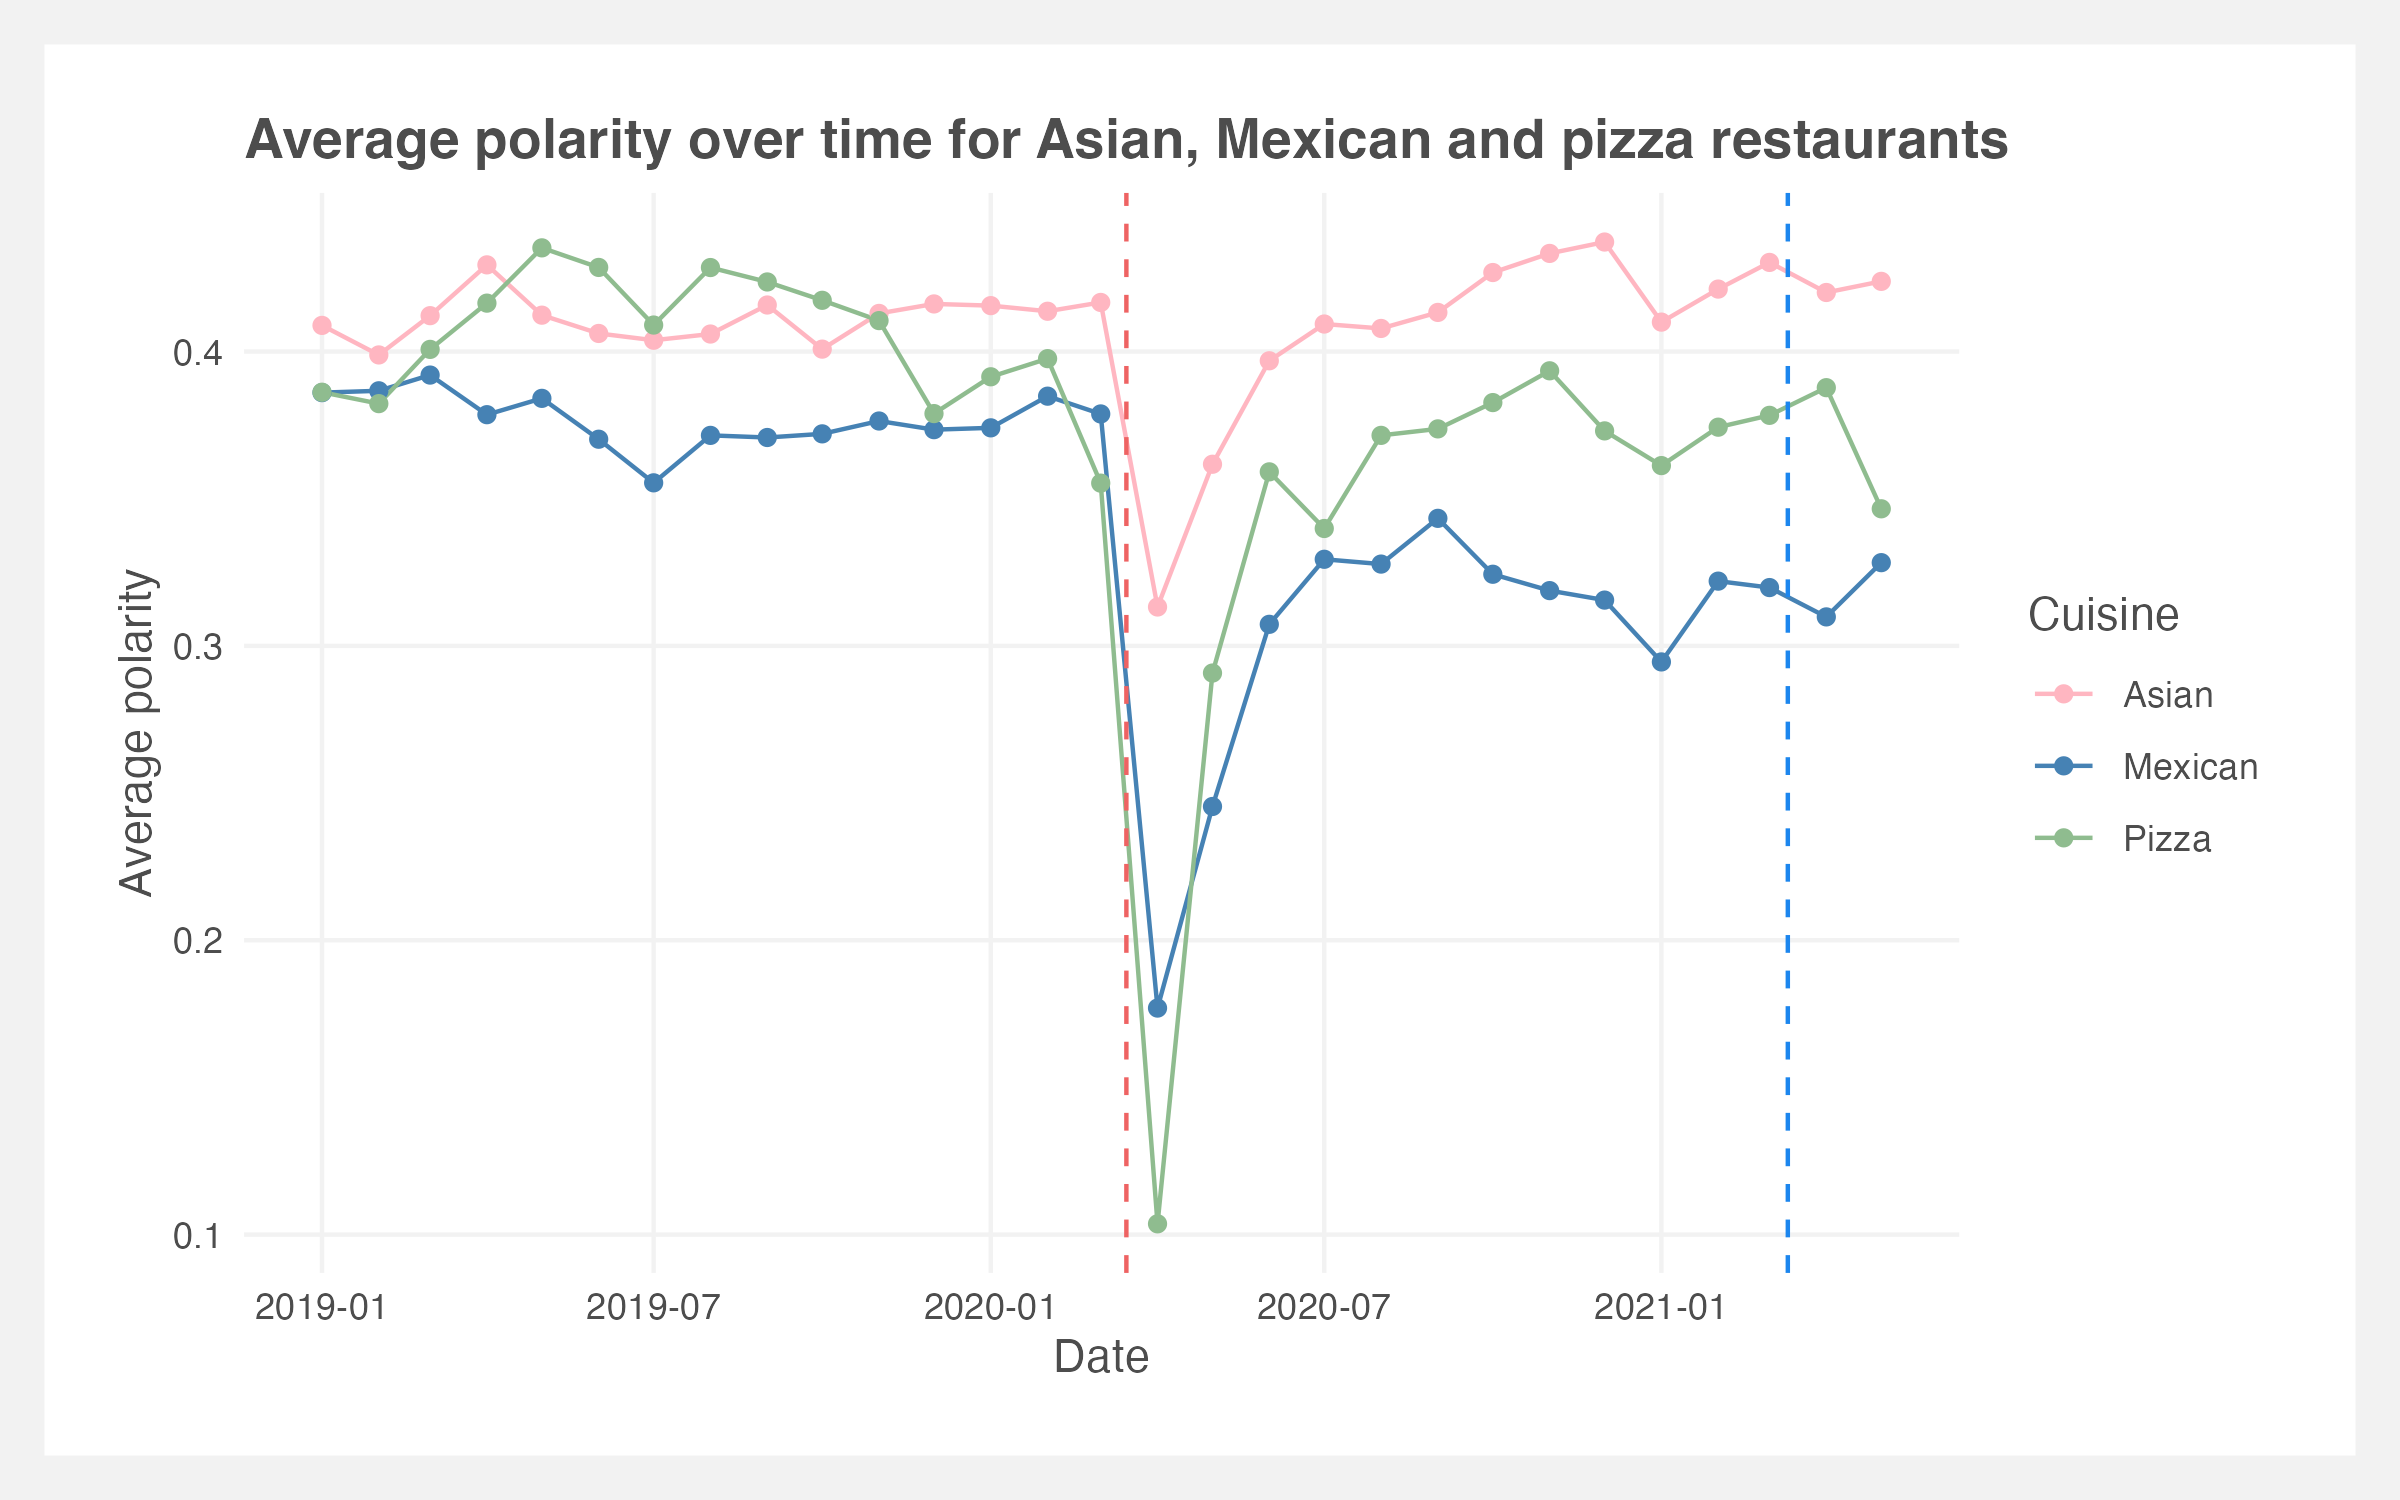 Average polarity over time for Asian, Mexican and pizza restaurants
Average polarity
0.4
0.3
0.2
0.1
2019-01
2019-07
2020-01
2020-07
2021-01
Date
Cuisine
Asian
Mexican
Pizza